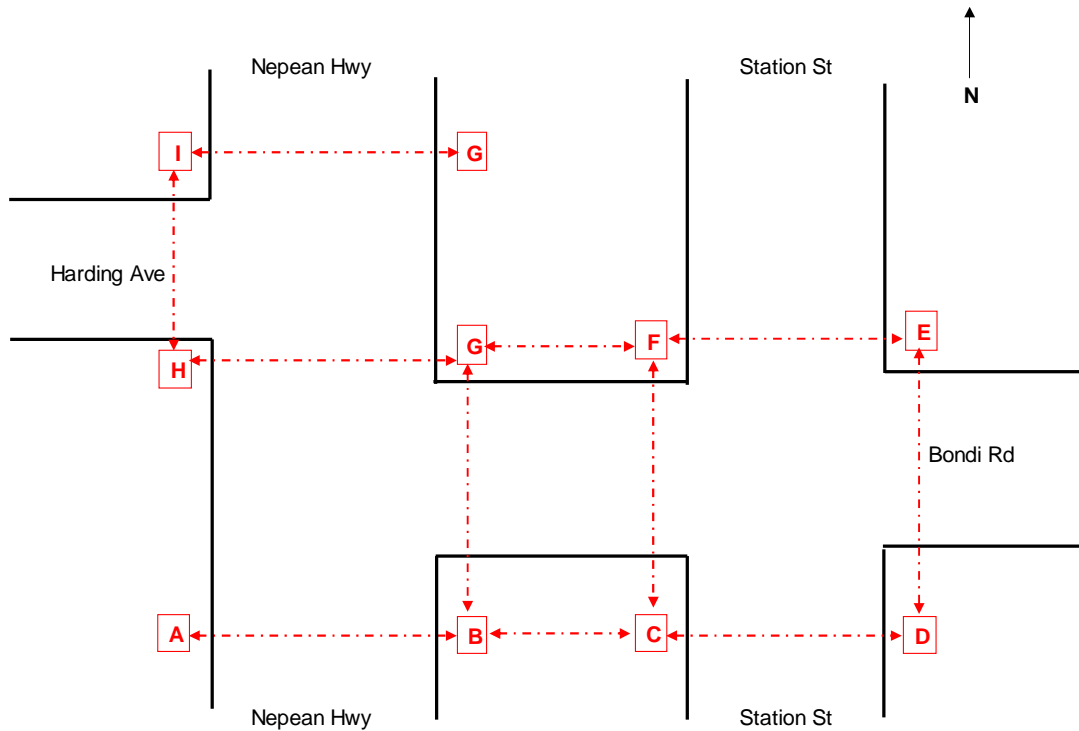 Nepean Hwy
Station St
N
I
G
Harding Ave
G
F
E
H
Bondi Rd
A
B
C
D
Nepean Hwy
Station St